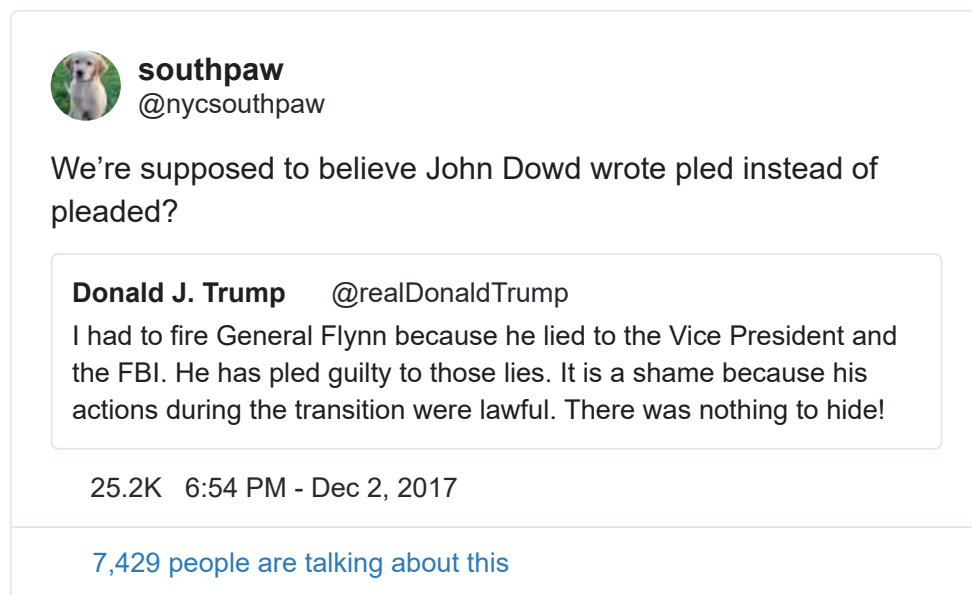 southpaw
@nycsouthpaw
We’re supposed to believe John Dowd wrote pled instead of
pleaded?
Donald J. Trump @realDonaldTrump
I had to fire General Flynn because he lied to the Vice President and
the FBI. He has pled guilty to those lies. It is a shame because his
actions during the transition were lawful. There was nothing to hide!
25.2K 6:54 PM - Dec 2, 2017
7,429 people are talking about this